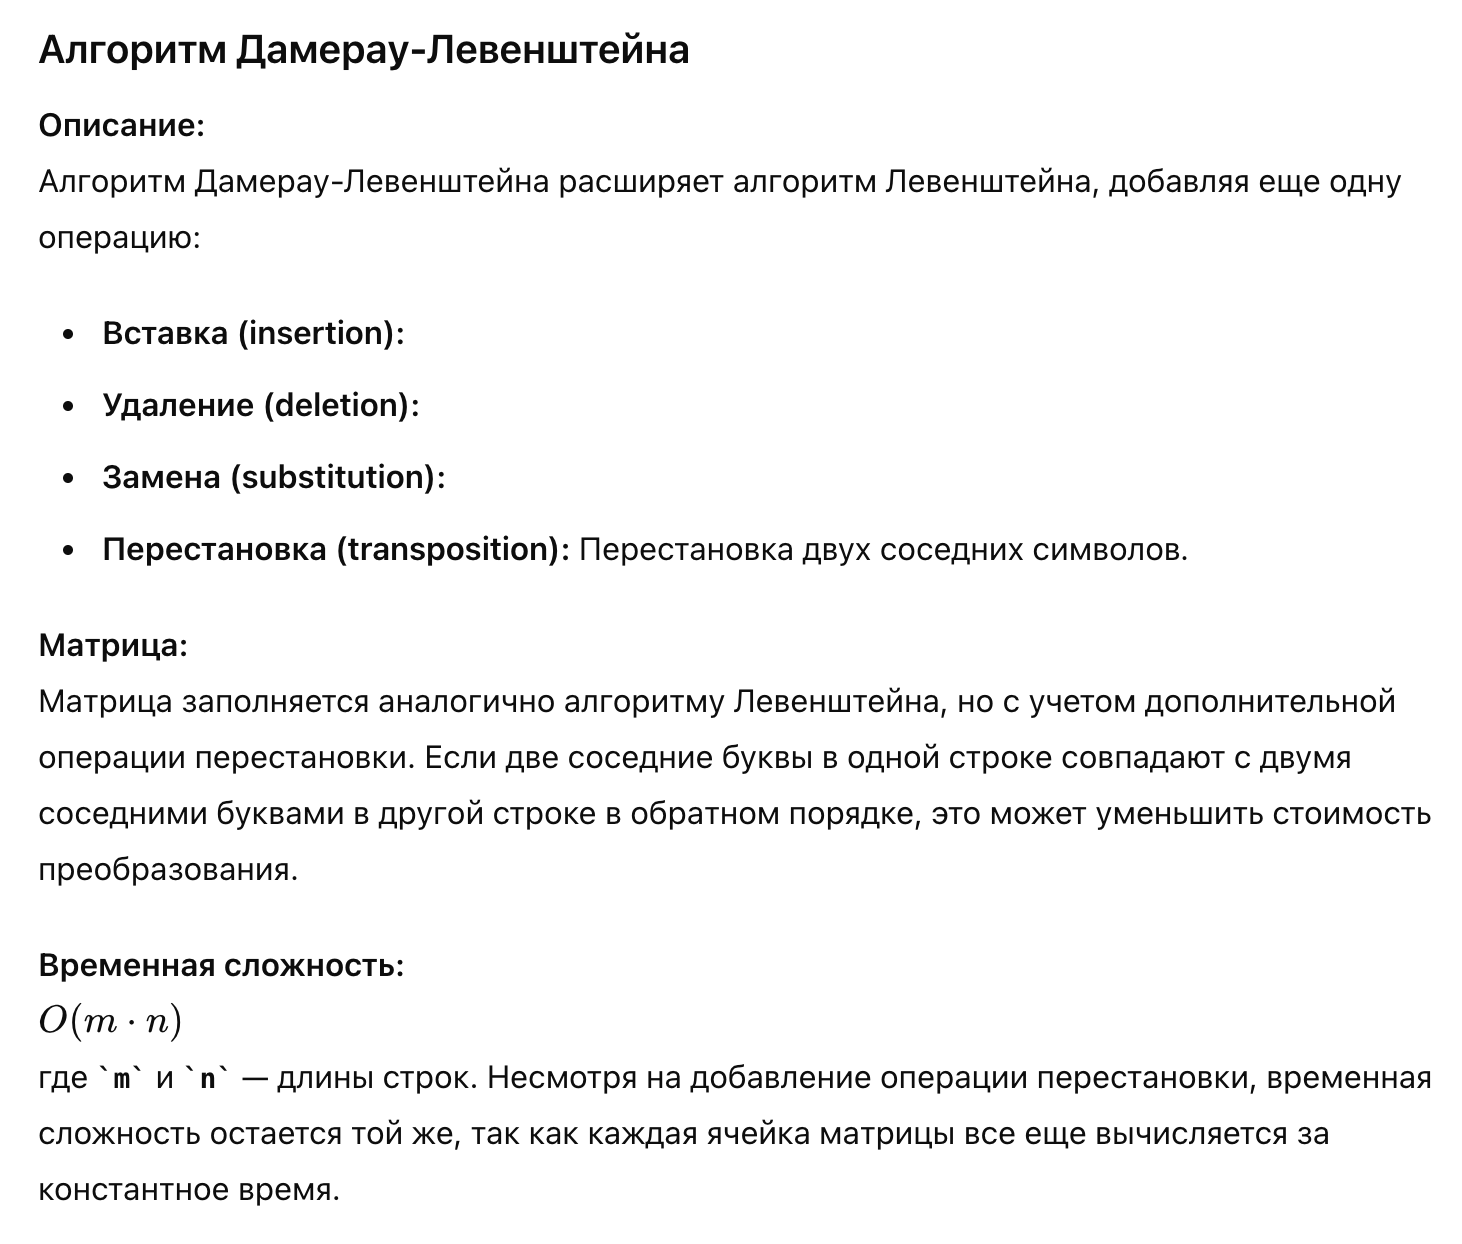 Алгоритм Дамерау-Левенштейна
Описание:
Алгоритм Дамерау-Левенштейна расширяет алгоритм Левенштейна, добавляя еще одну
операцию:
• Вставка (insertion):
• Удаление (deletion):
• Замена (substitution):
• Перестановка (transposition): Перестановка двух соседних символов.
Матрица:
Матрица заполняется аналогично алгоритму Левенштейна, но с учетом дополнительной
операции перестановки. Если две соседние буквы в одной строке совпадают с двумя
соседними буквами в другой строке в обратном порядке, это может уменьшить стоимость
преобразования.
Временная сложность:
O(m · n)
где `m` и `n` — длины строк. Несмотря на добавление операции перестановки, временная
сложность остается той же, так как каждая ячейка матрицы все еще вычисляется за
константное время.